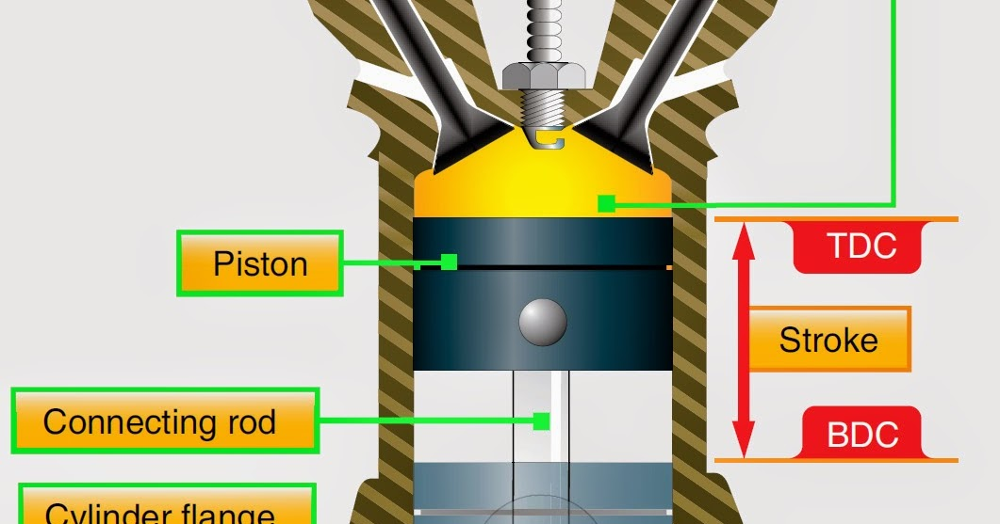 TDC
Piston
Stroke
Connecting rod
BDC
Cylinder flange